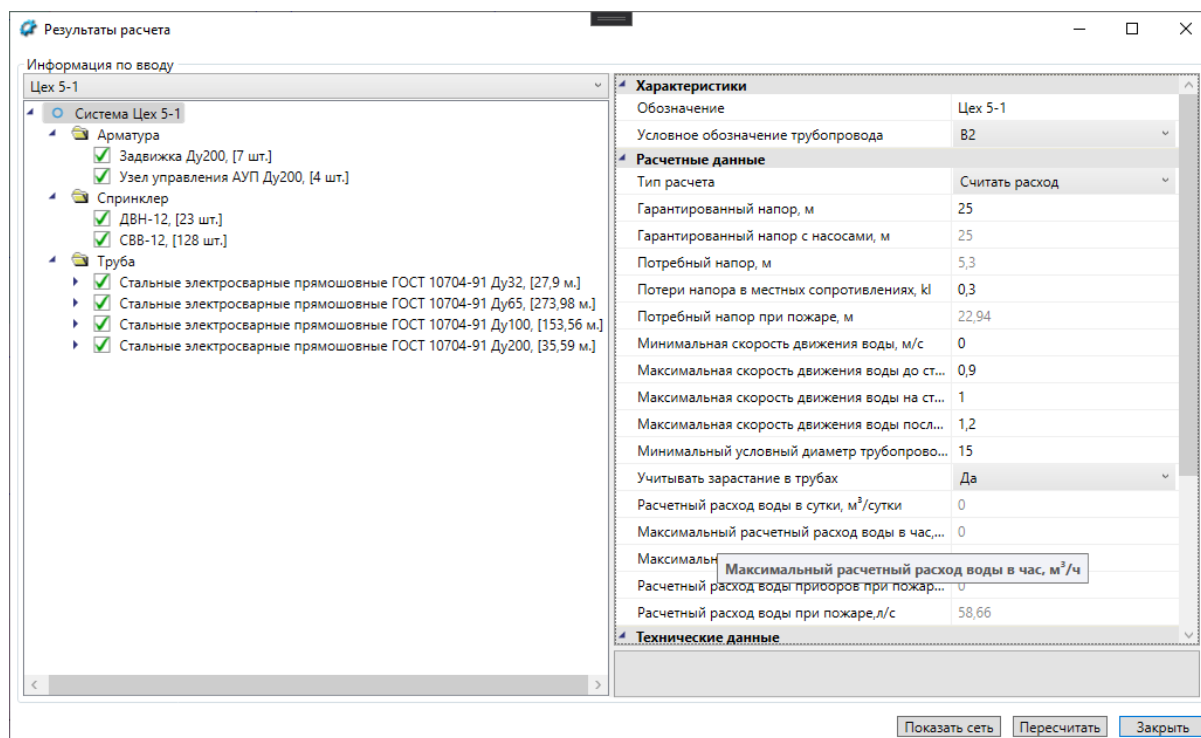 Результаты расчета
Информация по вводу
Цех 5-1
Система Цех 5-1
Арматура
Задвижка Ду200, [7 шт.]
Узел управления АУП Ду200, [4 шт.]
Спринклер
ДВН-12, [23 шт.]
СВВ-12, [128 шт.]
Труба
Стальные электросварные прямошовные ГОСТ 10704-91 Ду32, [27,9 м.]
Стальные электросварные прямошовные ГОСТ 10704-91 Ду65, [273,98 м.]
Стальные электросварные прямошовные ГОСТ 10704-91 Ду100, [153,56 м.]
Стальные электросварные прямошовные ГОСТ 10704-91 Ду200, [35,59 м.]
Характеристики
Обозначение Цех 5-1
Условное обозначение трубопровода В2
Расчетные данные
Тип расчета Считать расход
Гарантированный напор, м 25
Гарантированный напор с насосами, м 25
Потребный напор, м 5,3
Потери напора в местных сопротивлениях, kl 0,3
Потребный напор при пожаре, м 22,94
Минимальная скорость движения воды, м/с 0
Максимальная скорость движения воды до ст... 0,9
Максимальная скорость движения воды на ст... 1
Максимальная скорость движения воды посл... 1,2
Минимальный условный диаметр трубопрово... 15
Учитывать зарастание в трубах Да
Расчетный расход воды в сутки, м³/сутки 0
Максимальный расчетный расход воды в час,... 0
Максимальн
Максимальный расчетный расход воды в час, м³/ч
Расчетный расход воды приборов при пожар... 0
Расчетный расход воды при пожаре,л/с 58,66
Технические данные
Показать сеть Пересчитать Закрыть